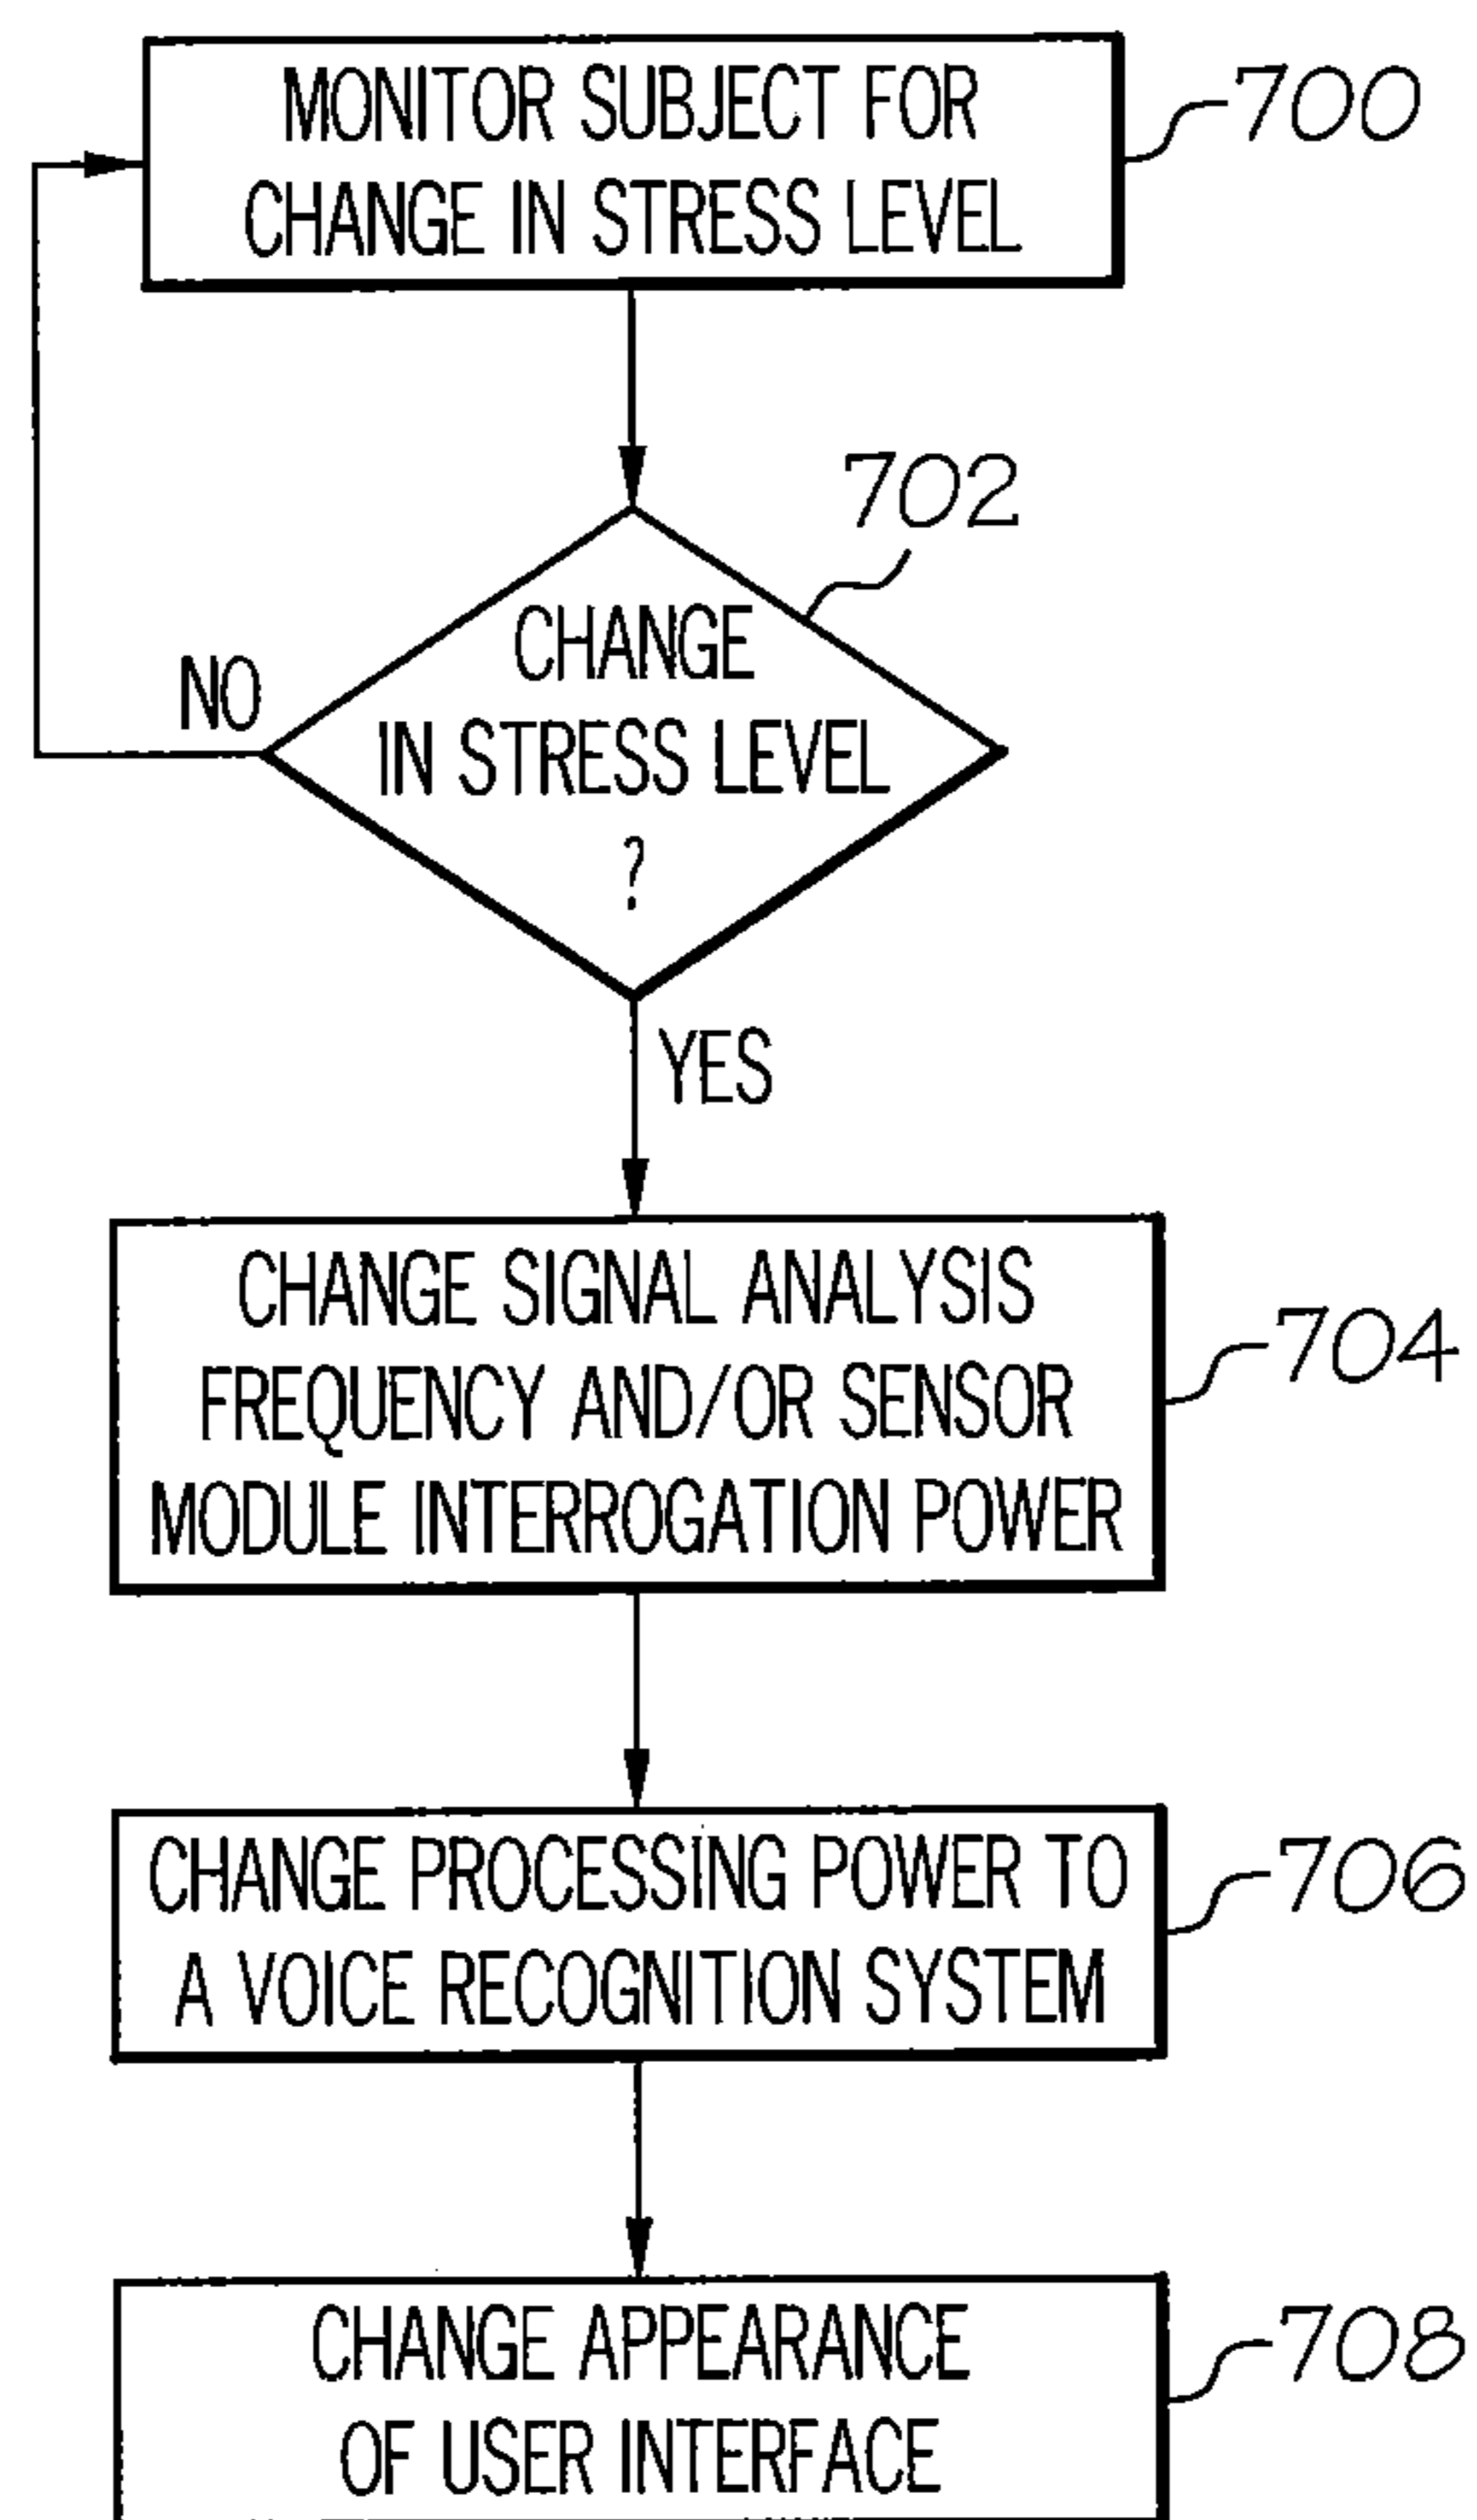 MONITOR SUBJECT FOR
CHANGE IN STRESS LEVEL
700
702
CHANGE
IN STRESS LEVEL
?
NO
YES
CHANGE SIGNAL ANALYSIS
FREQUENCY AND/OR SENSOR
MODULE INTERROGATION POWER
704
CHANGE PROCESSING POWER TO
A VOICE RECOGNITION SYSTEM
706
CHANGE APPEARANCE
OF USER INTERFACE
708